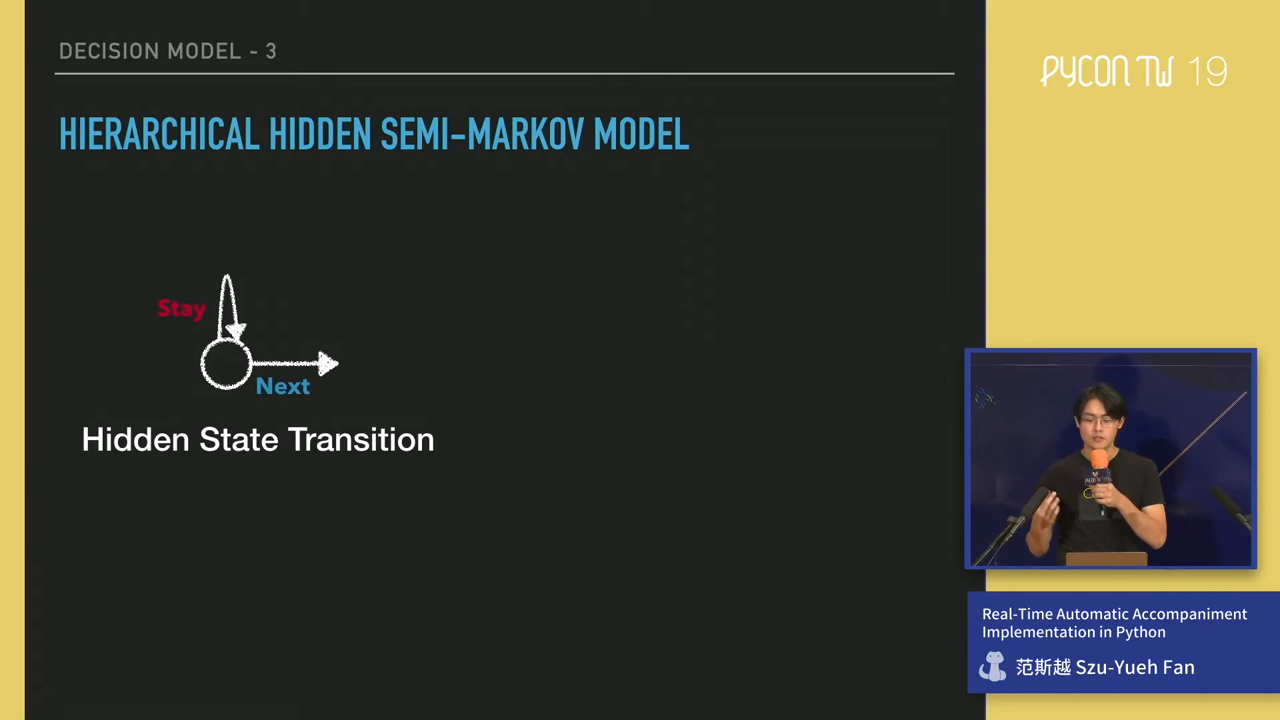 DECISION MODEL - 3
HIERARCHICAL HIDDEN SEMI-MARKOV MODEL
Stay
Next
Hidden State Transition
PYCON TW 19
Real-Time Automatic Accompaniment
Implementation in Python
范斯越 Szu-Yueh Fan